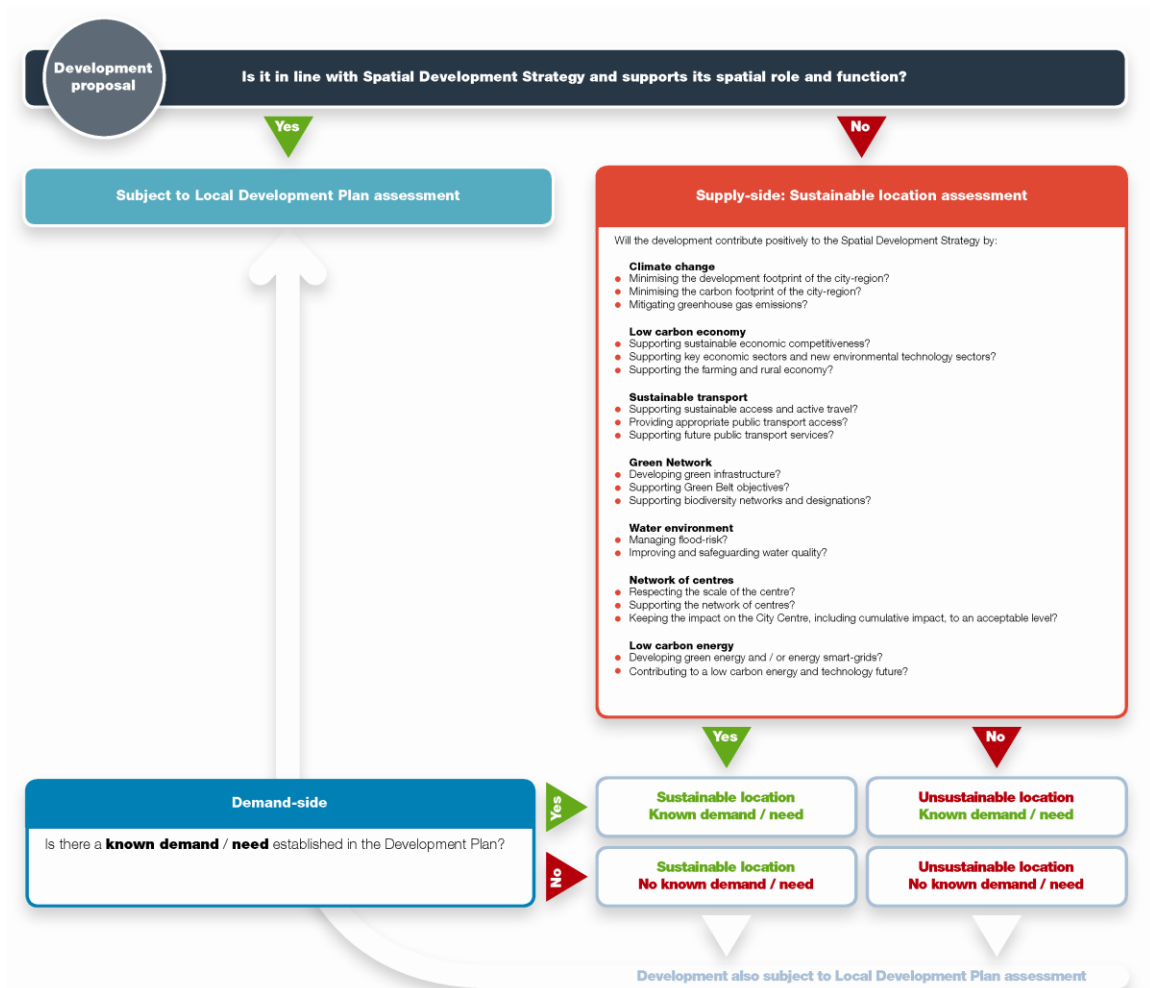 Development
proposal
Is it in line with Spatial Development Strategy and supports its spatial role and function?
Yes
No
Subject to Local Development Plan assessment
Supply-side: Sustainable location assessment
Will the development contribute positively to the Spatial Development Strategy by:
Climate change
Minimising the development footprint of the city-region?
Minimising the carbon footprint of the city-region?
Mitigating greenhouse gas emissions?
Low carbon economy
Supporting sustainable economic competitiveness?
Supporting key economic sectors and new environmental technology sectors?
Supporting the farming and rural economy?
Sustainable transport
Supporting sustainable access and active travel?
Providing appropriate public transport access?
Supporting future public transport services?
Green Network
Developing green infrastructure?
Supporting Green Belt objectives?
Supporting biodiversity networks and designations?
Water environment
Managing flood-risk?
Improving and safeguarding water quality?
Network of centres
Respecting the scale of the centre?
Supporting the network of centres?
Keeping the impact on the City Centre, including cumulative impact, to an acceptable level?
Low carbon energy
Developing green energy and / or energy smart-grids?
Contributing to a low carbon energy and technology future?
Yes
No
Demand-side
Is there a known demand / need established in the Development Plan?
Yes
No
Sustainable location
Known demand / need
Unsustainable location
Known demand / need
Sustainable location
No known demand / need
Unsustainable location
No known demand / need
Development also subject to Local Development Plan assessment